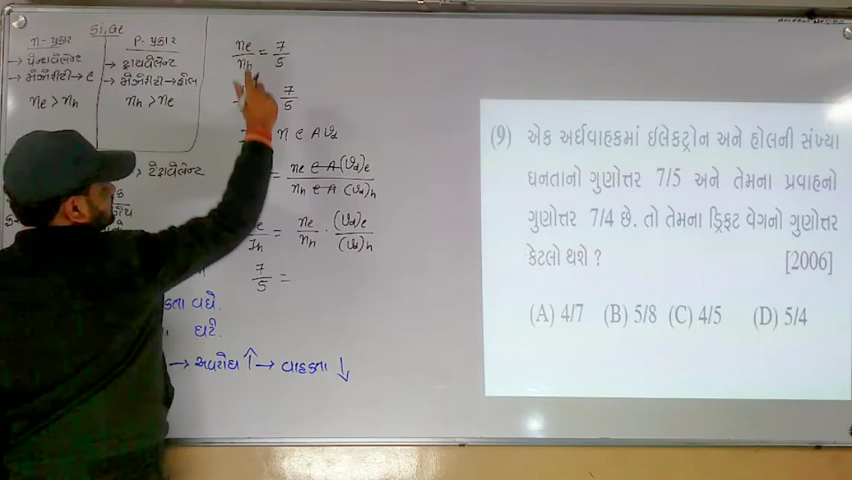 Si, Ge
n - પ્રકાર
→ પેન્ટાવેલેન્ટ
→ મેજોરીટી → e
ne > nh
P - પ્રકાર
→ ટ્રાયવેલેન્ટ
→ મેજોરીટી → હોલ
nh > ne
→ ટેટ્રાવેલેન્ટ
ne/nh = 7/5
7/5
n e A Vd
= ne e A (Vd)e / nh e A (Vd)h
Ie/Ih = ne/nh · (Vd)e/(Vd)h
7/5 =
વધે
ઘટે.
→ અવરોધ ↑ → વાહકતા ↓
(9) એક અર્ધવાહકમાં ઇલેક્ટ્રોન અને હોલની સંખ્યા
ઘનતાનો ગુણોત્તર 7/5 અને તેમના પ્રવાહનો
ગુણોત્તર 7/4 છે. તો તેમના ડ્રિફ્ટ વેગનો ગુણોત્તર
કેટલો થશે ? [2006]
(A) 4/7 (B) 5/8 (C) 4/5 (D) 5/4